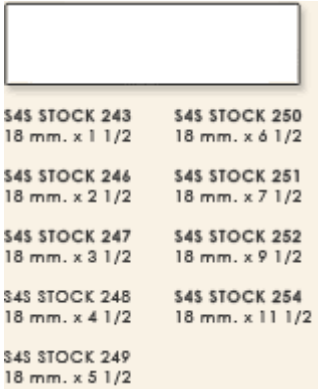 S4S STOCK 243
18 mm. x 1 1/2
S4S STOCK 246
18 mm. x 2 1/2
S4S STOCK 247
18 mm. x 3 1/2
S4S STOCK 248
18 mm. x 4 1/2
S4S STOCK 249
18 mm. x 5 1/2
S4S STOCK 250
18 mm. x 6 1/2
S4S STOCK 251
18 mm. x 7 1/2
S4S STOCK 252
18 mm. x 9 1/2
S4S STOCK 254
18 mm. x 11 1/2